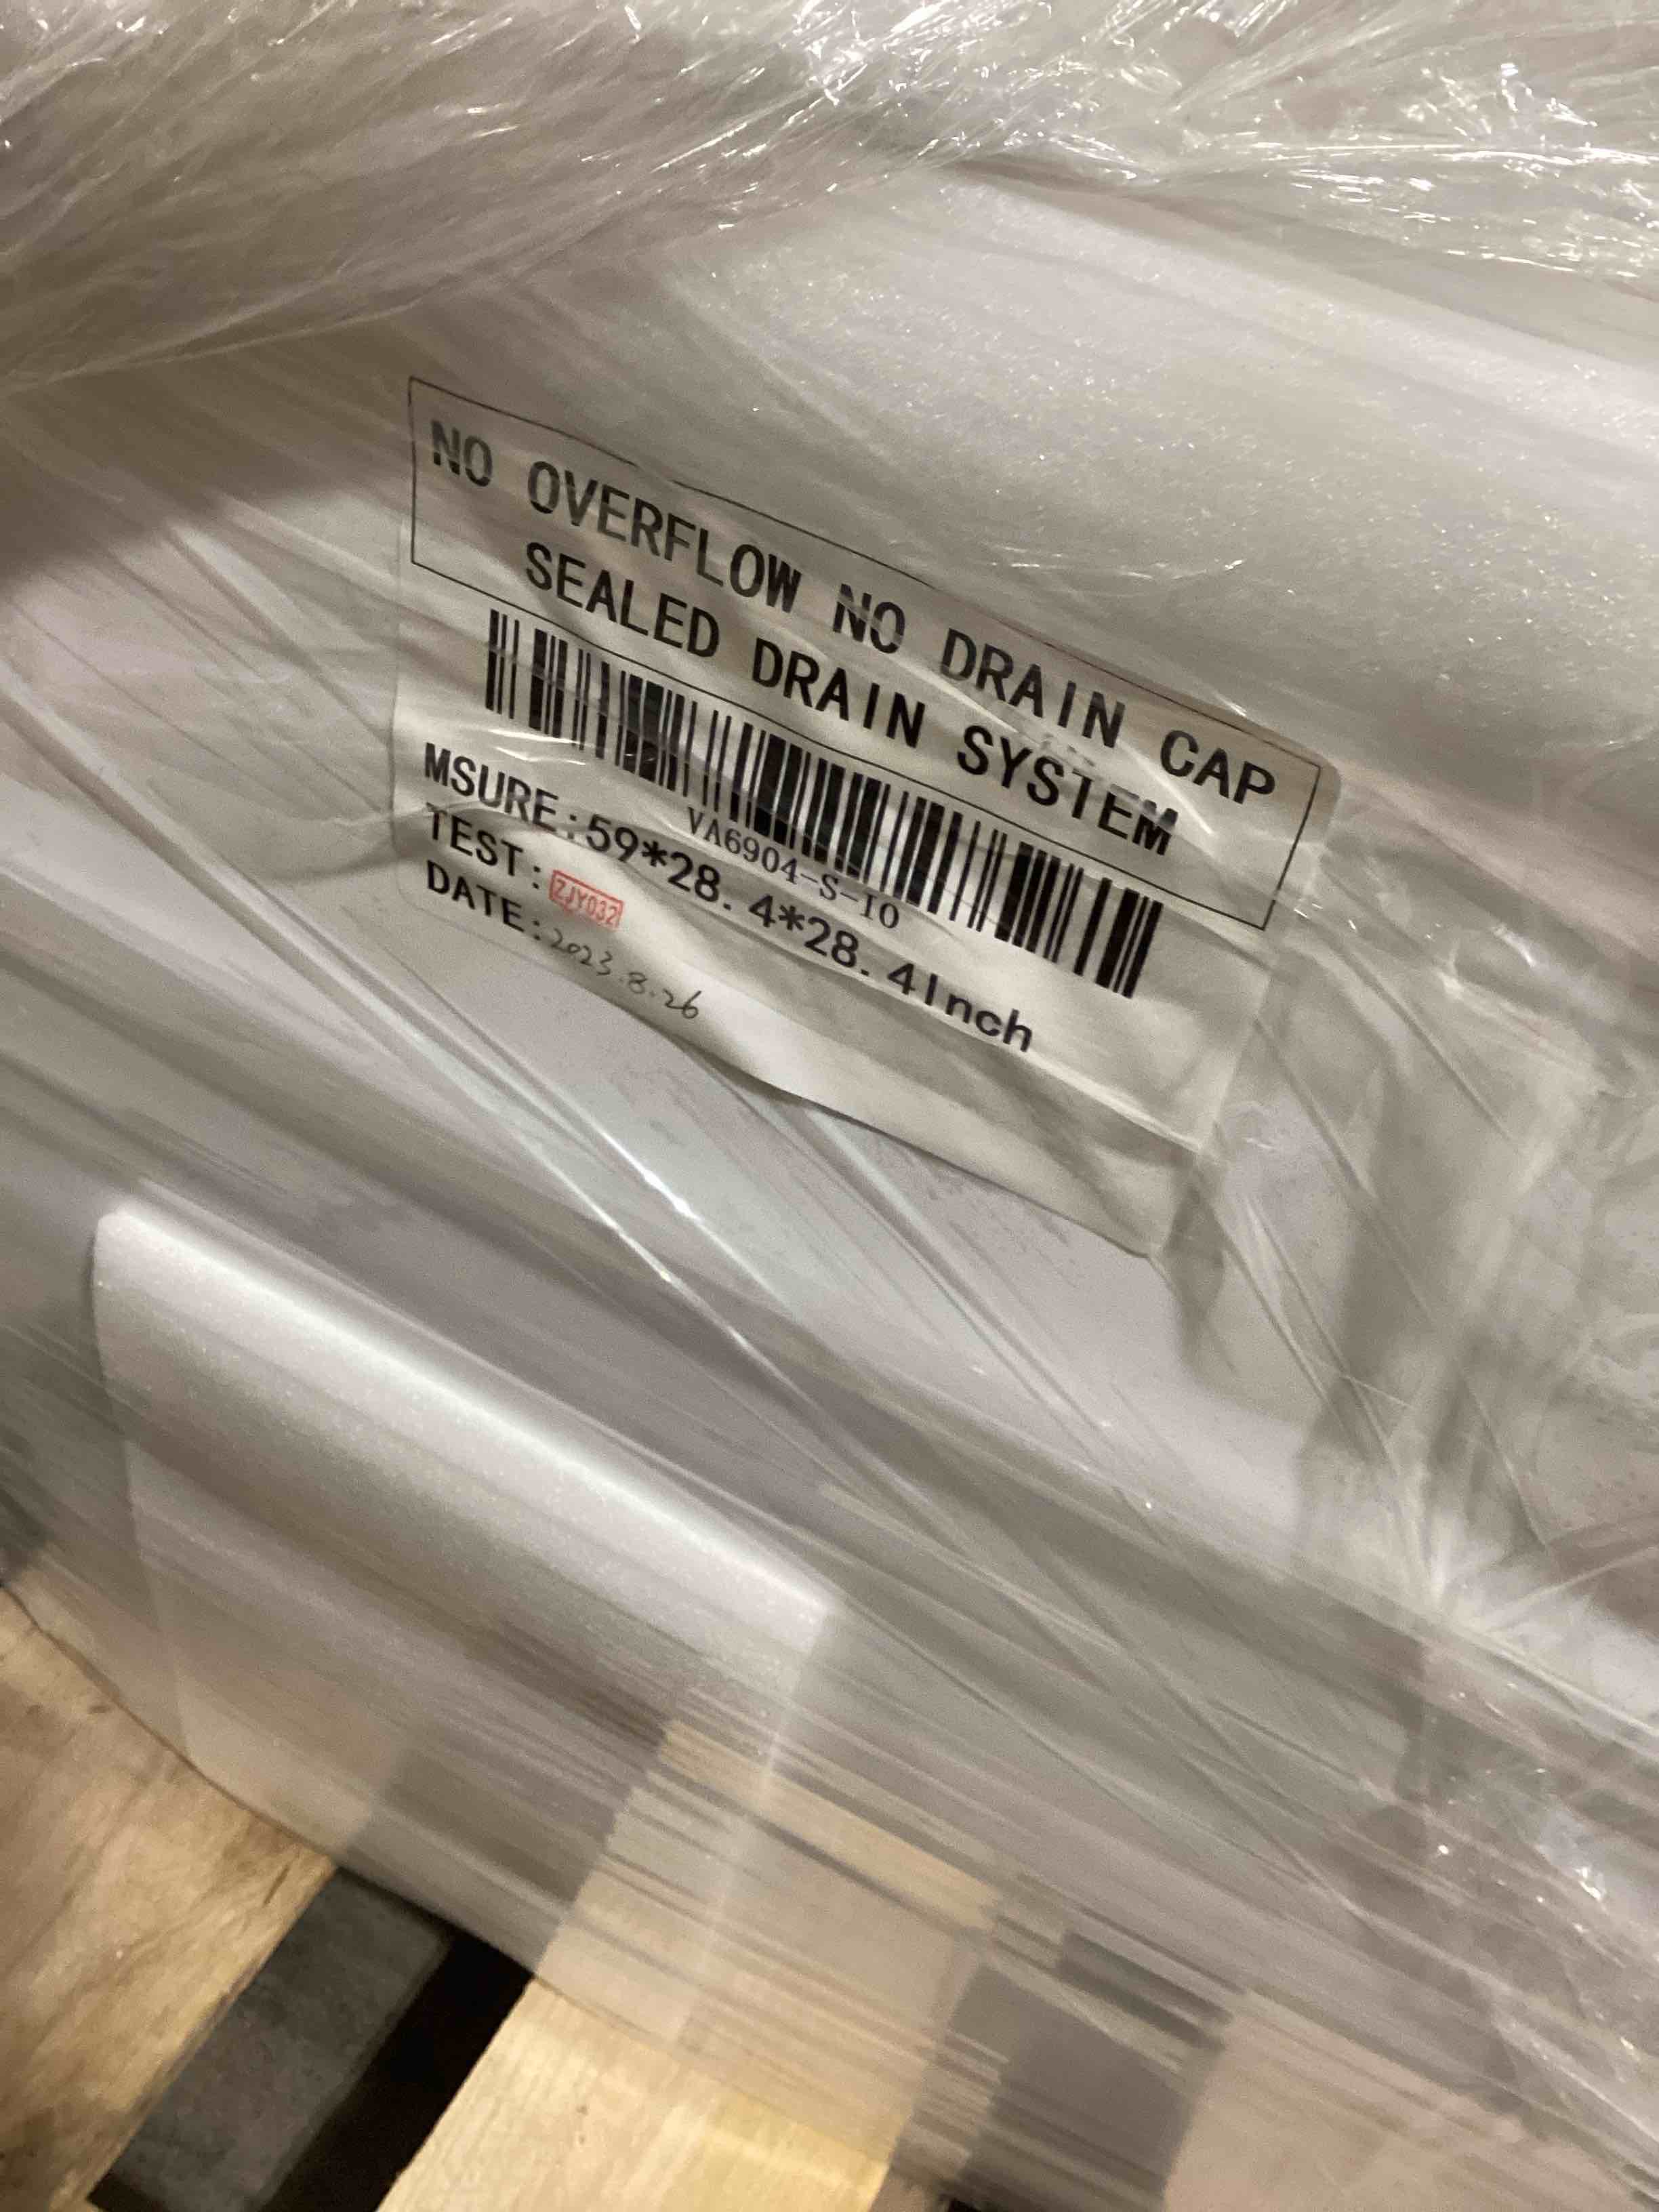 NO OVERFLOW NO DRAIN CAP
SEALED DRAIN SYSTEM
VA6904-S-IO
MSURE:59*28.4*28.4Inch
TEST: ZJY032
DATE:2023.8.26